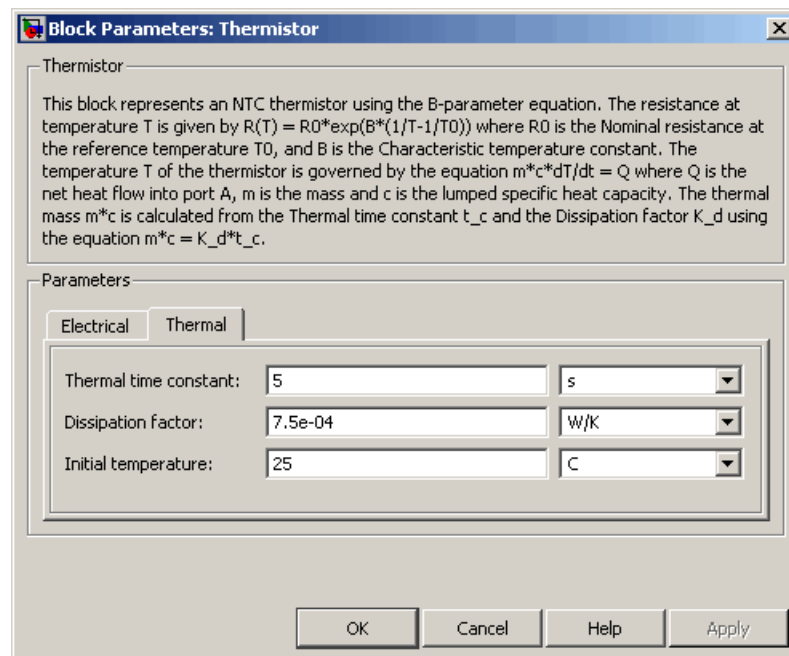 Block Parameters: Thermistor
Thermistor
This block represents an NTC thermistor using the B-parameter equation. The resistance at
temperature T is given by R(T) = R0*exp(B*(1/T-1/T0)) where R0 is the Nominal resistance at
the reference temperature T0, and B is the Characteristic temperature constant. The
temperature T of the thermistor is governed by the equation m*c*dT/dt = Q where Q is the
net heat flow into port A, m is the mass and c is the lumped specific heat capacity. The thermal
mass m*c is calculated from the Thermal time constant t_c and the Dissipation factor K_d using
the equation m*c = K_d*t_c.
Parameters
Electrical Thermal
Thermal time constant: 5 s
Dissipation factor: 7.5e-04 W/K
Initial temperature: 25 C
OK Cancel Help Apply